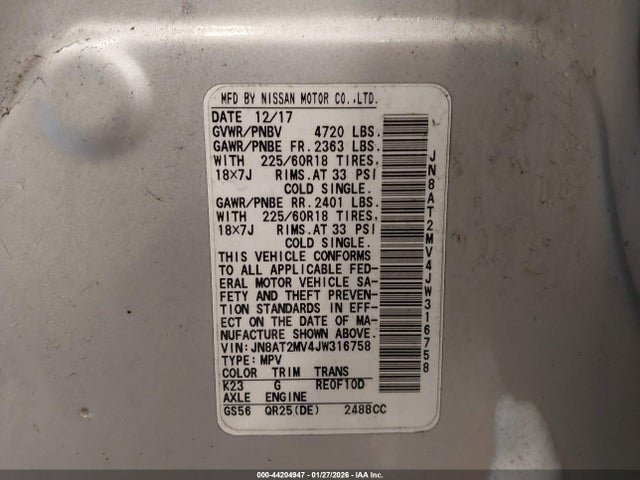 MFD BY NISSAN MOTOR CO.,LTD.
DATE 12/17
GVWR/PNBV 4720 LBS.
GAWR/PNBE FR. 2363 LBS.
WITH 225/60R18 TIRES,
18×7J RIMS.AT 33 PSI
COLD SINGLE.
GAWR/PNBE RR. 2401 LBS.
WITH 225/60R18 TIRES,
18×7J RIMS.AT 33 PSI
COLD SINGLE.
THIS VEHICLE CONFORMS
TO ALL APPLICABLE FED-
ERAL MOTOR VEHICLE SA-
FETY AND THEFT PREVEN-
TION STANDARDS IN EFF-
ECT ON THE DATE OF MA-
NUFACTURE SHOWN ABOVE.
VIN:JN8AT2MV4JW316758
TYPE:MPV
COLOR TRIM TRANS
K23 G RE0F10D
AXLE ENGINE
GS56 QR25(DE) 2488CC
JN8AT2MV4JW316758
000-44204947 - 01/27/2026 - IAA Inc.